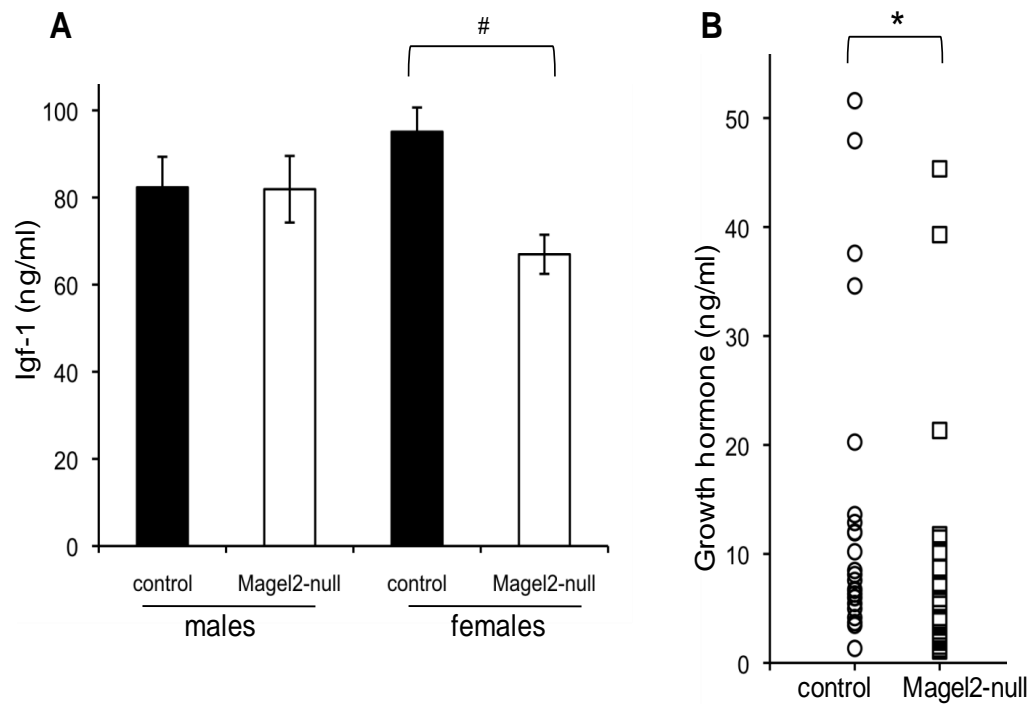 A
#
Igf-1 (ng/ml)
100
80
60
40
20
0
control Magel2-null control Magel2-null
males females
B
*
Growth hormone (ng/ml)
50
40
30
20
10
0
control Magel2-null